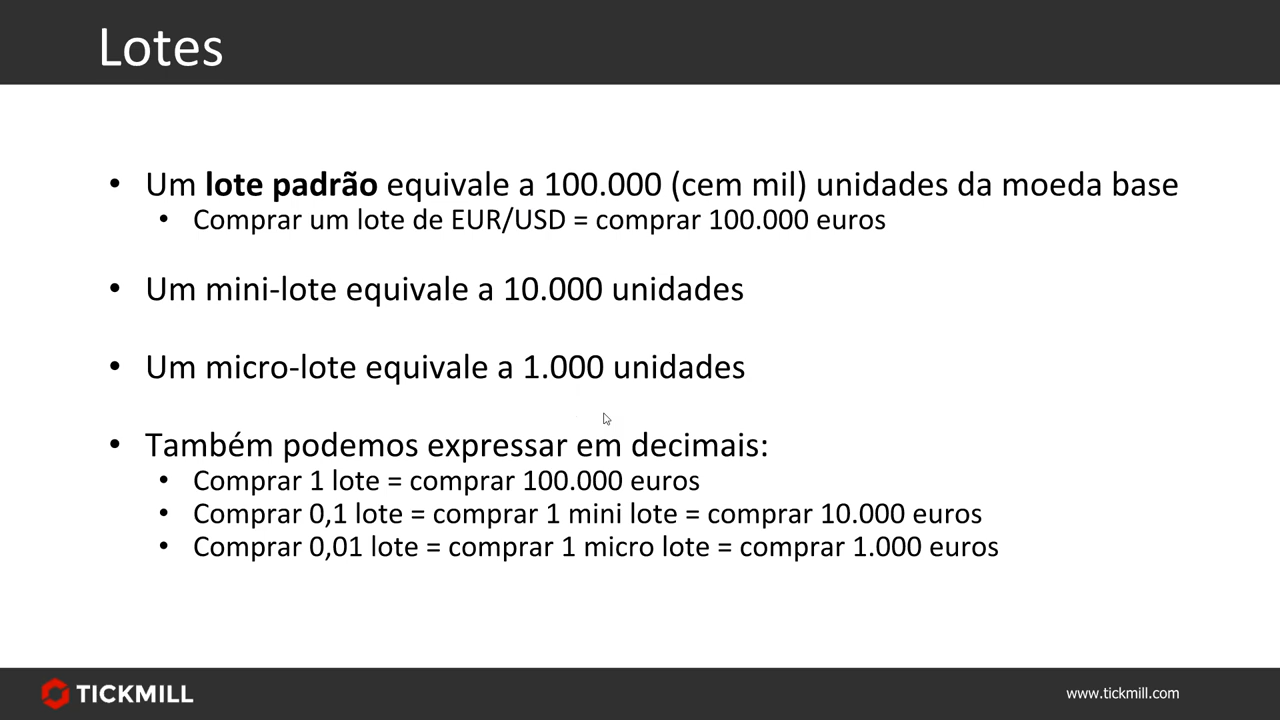 Lotes
• Um lote padrão equivale a 100.000 (cem mil) unidades da moeda base
• Comprar um lote de EUR/USD = comprar 100.000 euros
• Um mini-lote equivale a 10.000 unidades
• Um micro-lote equivale a 1.000 unidades
• Também podemos expressar em decimais:
• Comprar 1 lote = comprar 100.000 euros
• Comprar 0,1 lote = comprar 1 mini lote = comprar 10.000 euros
• Comprar 0,01 lote = comprar 1 micro lote = comprar 1.000 euros
TICKMILL
www.tickmill.com